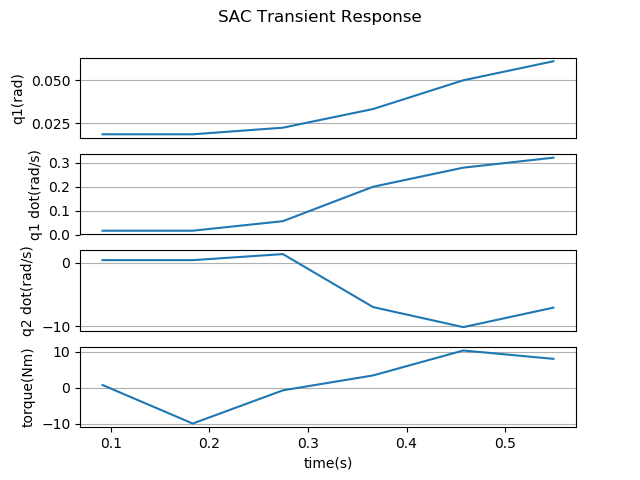 SAC Transient Response
q1(rad)
0.050
0.025
q1 dot(rad/s)
0.3
0.2
0.1
0.0
q2 dot(rad/s)
0
−10
torque(Nm)
10
0
−10
0.1 0.2 0.3 0.4 0.5
time(s)